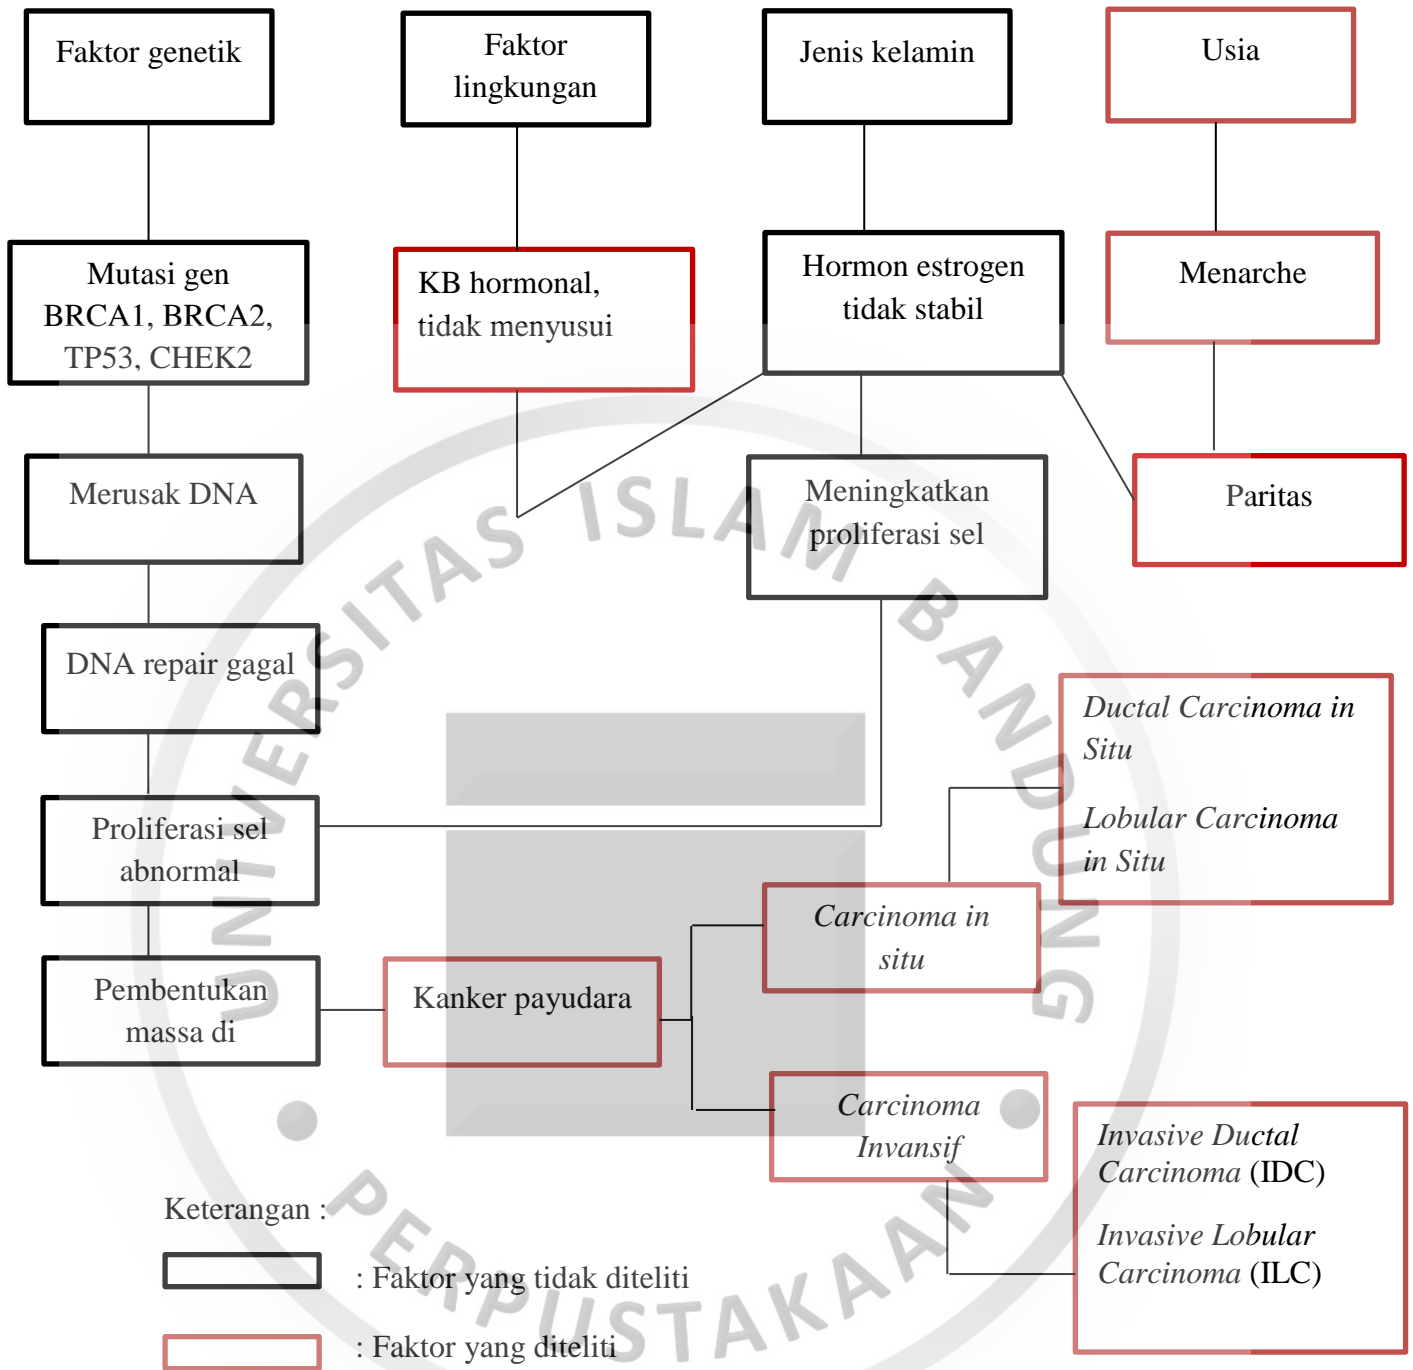 Faktor genetik
Faktor
lingkungan
Jenis kelamin
Usia
Mutasi gen
BRCA1, BRCA2,
TP53, CHEK2
KB hormonal,
tidak menyusui
Hormon estrogen
tidak stabil
Menarche
Merusak DNA
Meningkatkan
proliferasi sel
Paritas
DNA repair gagal
Ductal Carcinoma in
Situ
Lobular Carcinoma
in Situ
Proliferasi sel
abnormal
Carcinoma in
situ
Pembentukan
massa di
Kanker payudara
Carcinoma
Invansif
Invasive Ductal
Carcinoma (IDC)
Invasive Lobular
Carcinoma (ILC)
Keterangan :
: Faktor yang tidak diteliti
: Faktor yang diteliti
UNIVERSITAS ISLAM BANDUNG
PERPUSTAKAAN